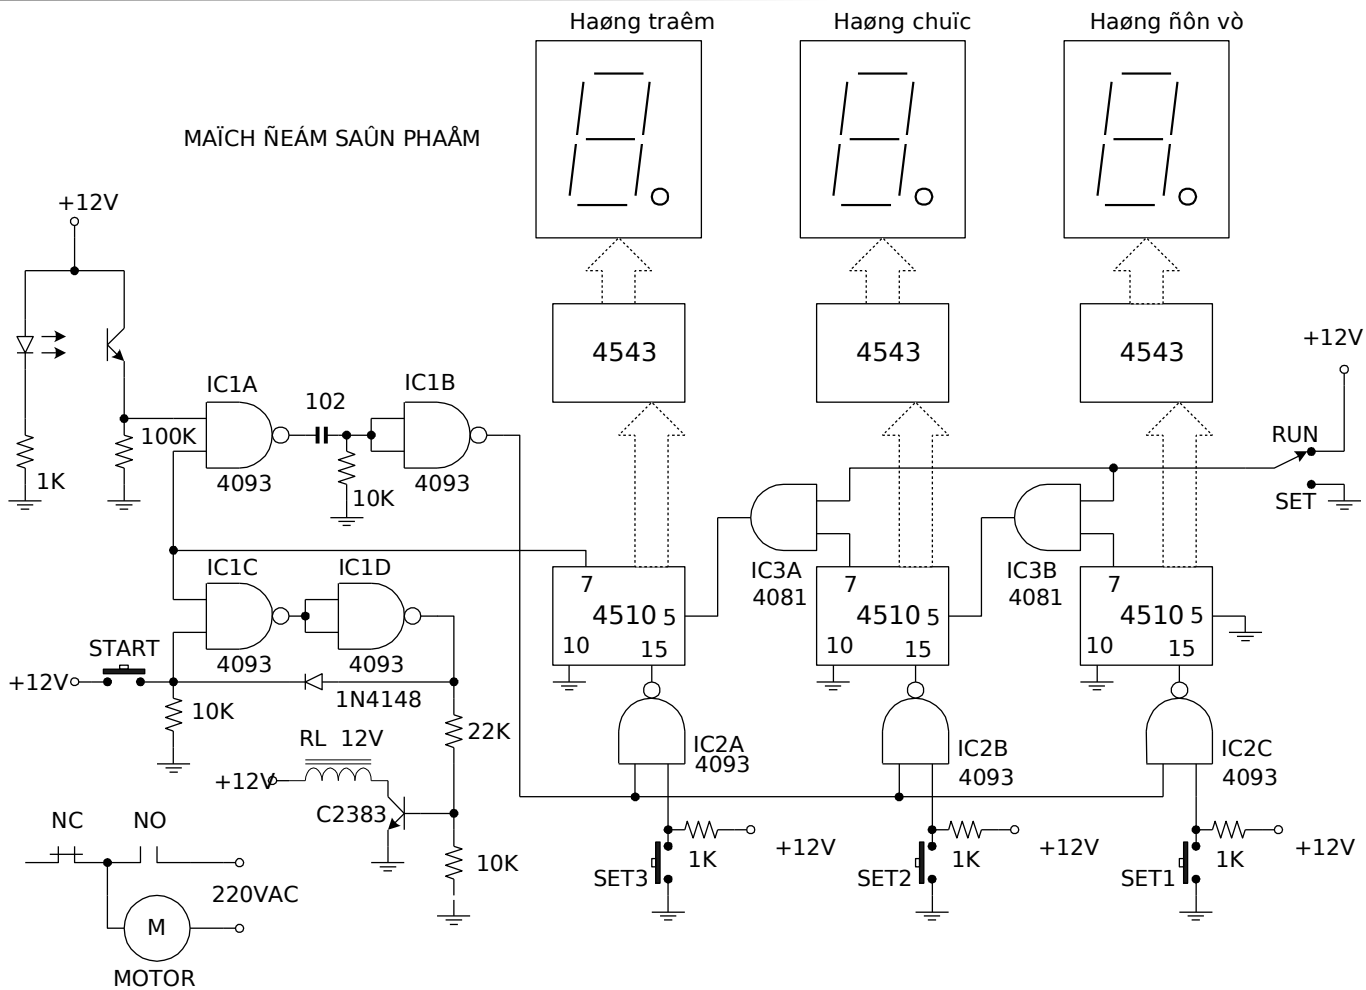 Haøng traêm
Haøng chuïc
Haøng ñôn vò
MAÏCH ÑEÁM SAÛN PHAÅM
+12V
4543
4543
4543
+12V
IC1A
IC1B
102
100K
4093
4093
1K
10K
RUN
SET
IC1C
IC1D
IC3A
4081
IC3B
4081
7
4510
5
10
15
7
4510
5
10
15
7
4510
5
10
15
START
4093
4093
+12V
1N4148
10K
22K
RL 12V
+12V
C2383
10K
IC2A
4093
IC2B
4093
IC2C
4093
NC
NO
220VAC
M
MOTOR
SET3
1K
+12V
SET2
1K
+12V
SET1
1K
+12V